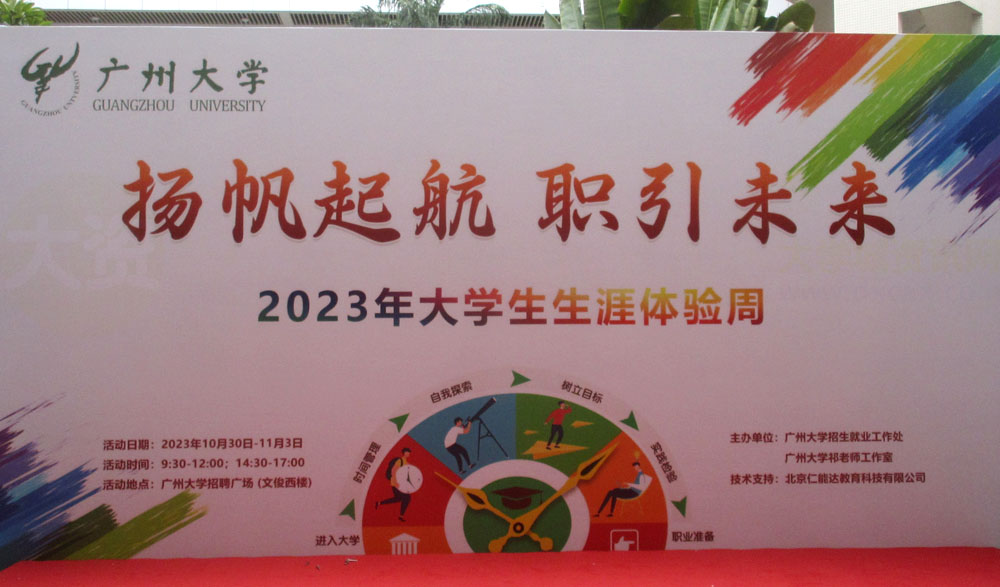 广州大学
GUANGZHOU UNIVERSITY
GUANGZHOU UNIVERSITY
扬帆起航 职引未来
2023年大学生生涯体验周
活动日期：2023年10月30日-11月3日
活动时间：9:30-12:00；14:30-17:00
活动地点：广州大学招聘广场 (文俊西楼)
进入大学
时间管理
自我探索
树立目标
实践检验
职业准备
主办单位：广州大学招生就业工作处
广州大学祁老师工作室
技术支持：北京仁能达教育科技有限公司